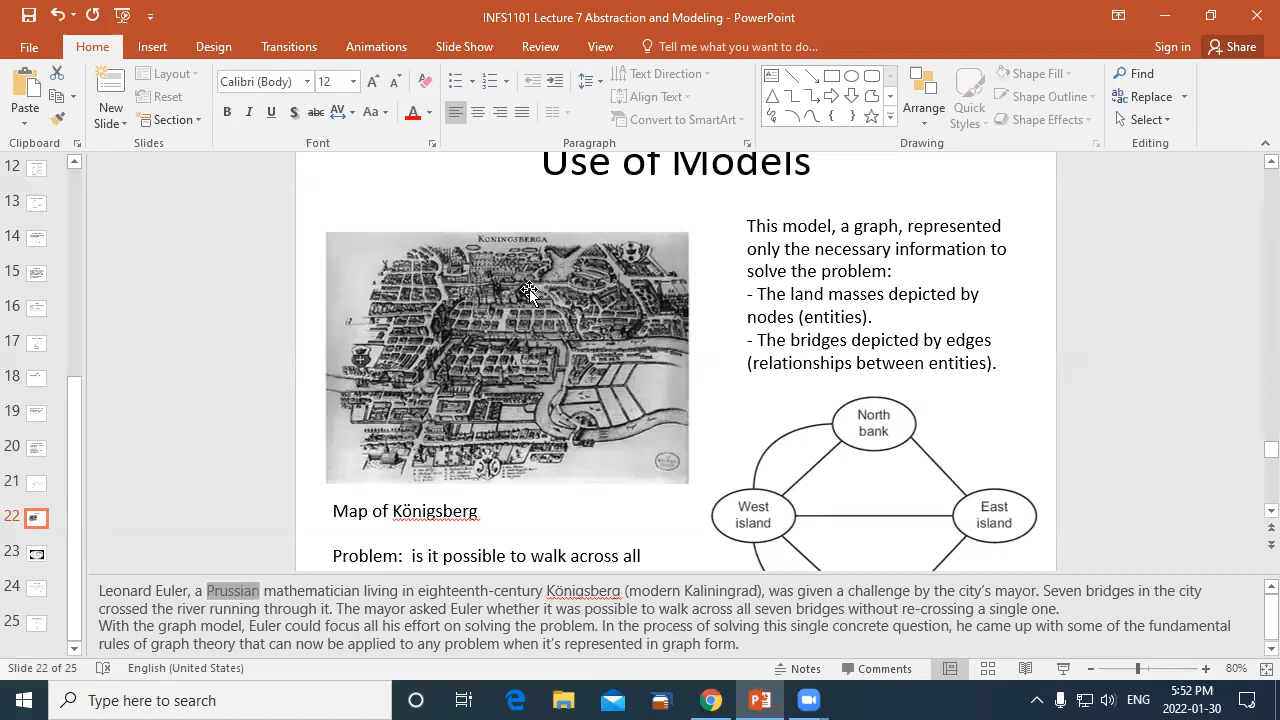 INFS1101 Lecture 7 Abstraction and Modeling - PowerPoint
File Home Insert Design Transitions Animations Slide Show Review View Tell me what you want to do... Sign in Share
Paste
Clipboard
New Slide
Layout
Reset
Section
Slides
Calibri (Body) 12
B I U S abc AV Aa A
Font
Text Direction
Align Text
Convert to SmartArt
Paragraph
Arrange
Quick Styles
Shape Fill
Shape Outline
Shape Effects
Drawing
Find
Replace
Select
Editing
12
13
14
15
16
17
18
19
20
21
22
23
24
25
Use of Models
KONINGSBERGA
This model, a graph, represented
only the necessary information to
solve the problem:
- The land masses depicted by
nodes (entities).
- The bridges depicted by edges
(relationships between entities).
North
bank
West
island
East
island
Map of Königsberg
Problem: is it possible to walk across all
Leonard Euler, a Prussian mathematician living in eighteenth-century Königsberg (modern Kaliningrad), was given a challenge by the city's mayor. Seven bridges in the city
crossed the river running through it. The mayor asked Euler whether it was possible to walk across all seven bridges without re-crossing a single one.
With the graph model, Euler could focus all his effort on solving the problem. In the process of solving this single concrete question, he came up with some of the fundamental
rules of graph theory that can now be applied to any problem when it's represented in graph form.
Slide 22 of 25 English (United States) Notes Comments 80%
Type here to search
ENG
5:52 PM
2022-01-30